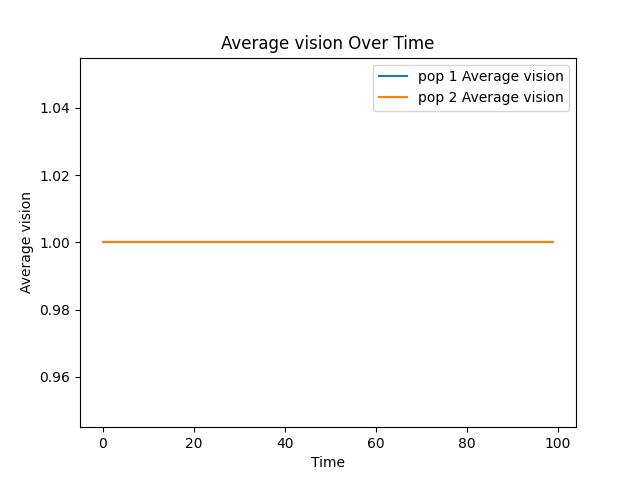 Average vision Over Time
pop 1 Average vision
pop 2 Average vision
1.04
1.02
1.00
0.98
0.96
Average vision
0 20 40 60 80 100
Time